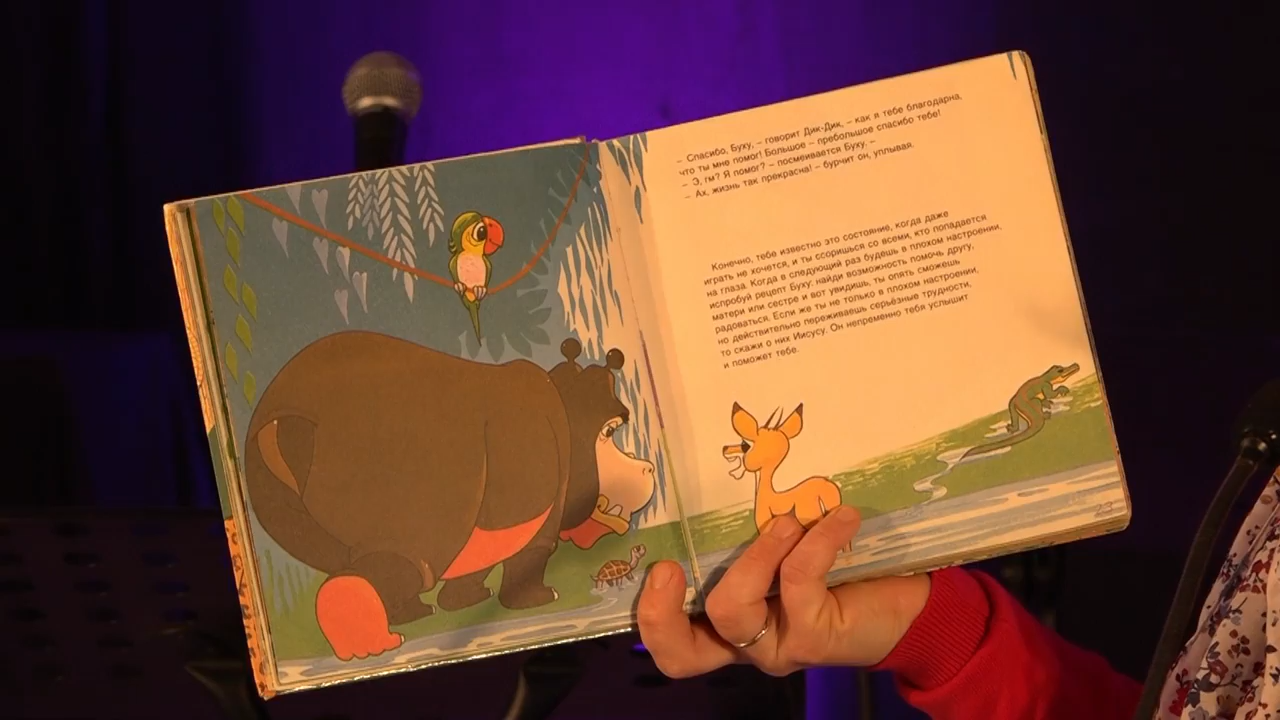 – Спасибо, Буху, – говорит Дик-Дик, – как я тебе благодарна,
что ты мне помог! Большое – пребольшое спасибо тебе!
– Э, гм? Я помог? – посмеивается Буху. –
– Ах, жизнь так прекрасна! – бурчит он, уплывая.
Конечно, тебе известно это состояние, когда даже
играть не хочется, и ты ссоришься со всеми, кто попадается
на глаза. Когда в следующий раз будешь в плохом настроении,
испробуй рецепт Буху: найди возможность помочь другу,
матери или сестре и вот увидишь, ты опять сможешь
радоваться. Если же ты не только в плохом настроении,
но действительно переживаешь серьёзные трудности,
то скажи о них Иисусу. Он непременно тебя услышит
и поможет тебе.
23